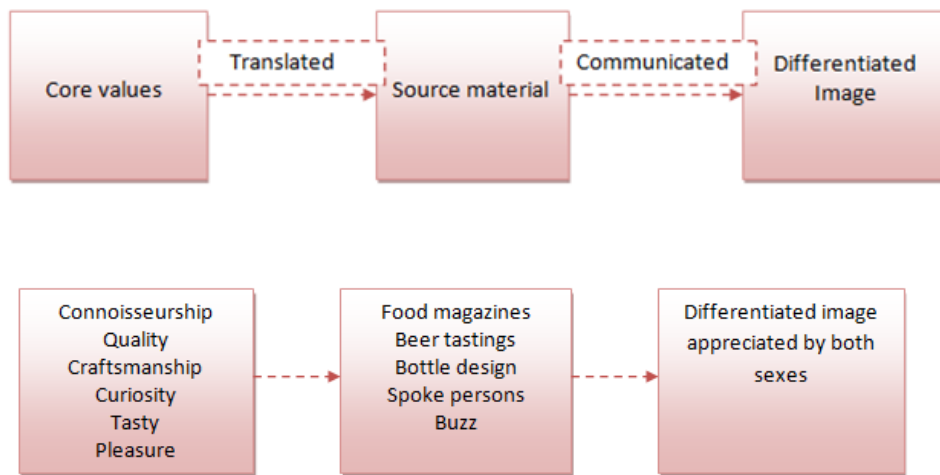 Core values
Translated
Source material
Communicated
Differentiated
Image
Connoisseurship
Quality
Craftsmanship
Curiosity
Tasty
Pleasure
Food magazines
Beer tastings
Bottle design
Spoke persons
Buzz
Differentiated image
appreciated by both
sexes